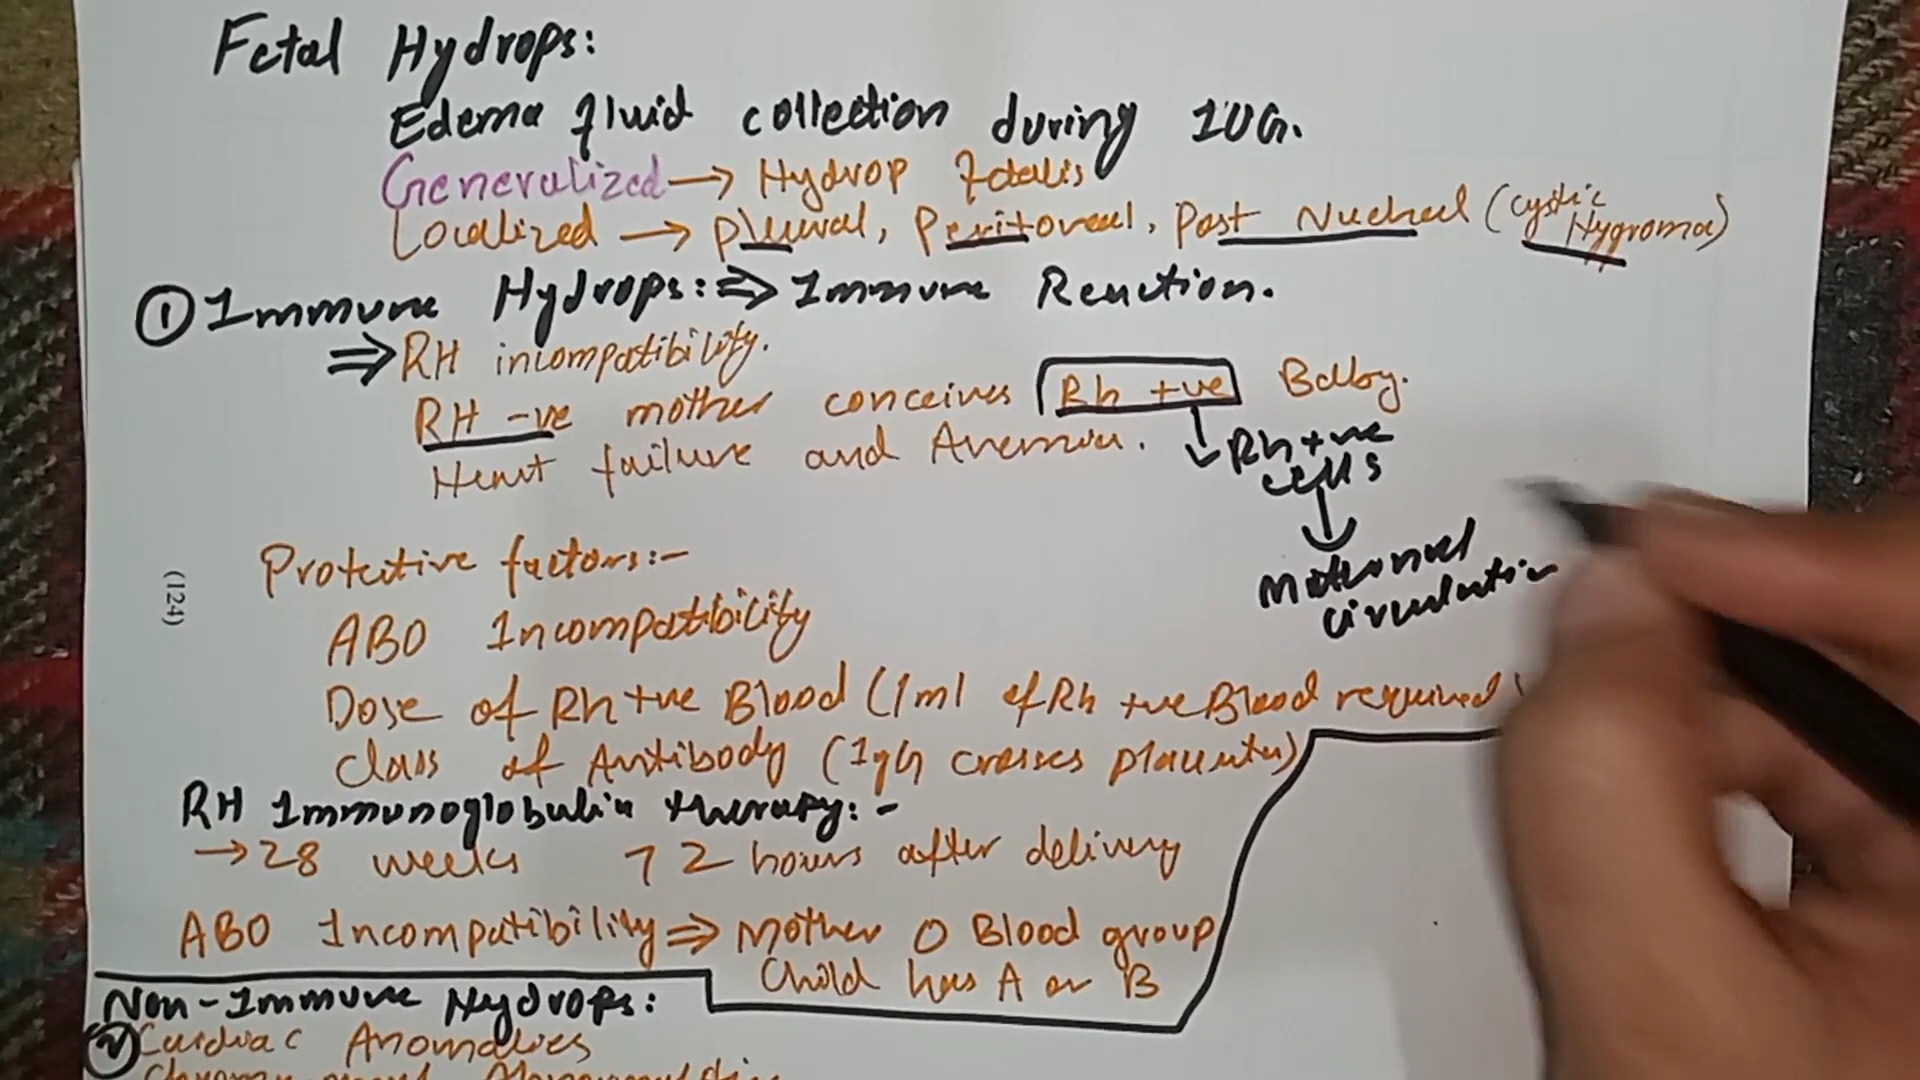 Fetal Hydrops:
Edema fluid collection during IUG.
Generalized → Hydrop Fetalis
Localized → Pleural, Peritoneal, Post Nucheal (Cystic Hygroma)
① Immune Hydrops: ⇒ Immune Reaction.
⇒ RH incompatibility.
RH -ve mother conceives Rh +ve Baby.
Heart failure and Anemia.
Rh +ve
cells
Maternal
circulation
Protective factors:-
ABO Incompatibility
Dose of Rh +ve Blood (1ml of Rh +ve Blood required)
Class of Antibody (IgG crosses placenta)
(124)
RH Immunoglobulin therapy:-
→ 28 weeks 72 hours after delivery
ABO Incompatibility ⇒ Mother O Blood group
Child has A or B
Non-Immune Hydrops:
② Cardiac Anomalies